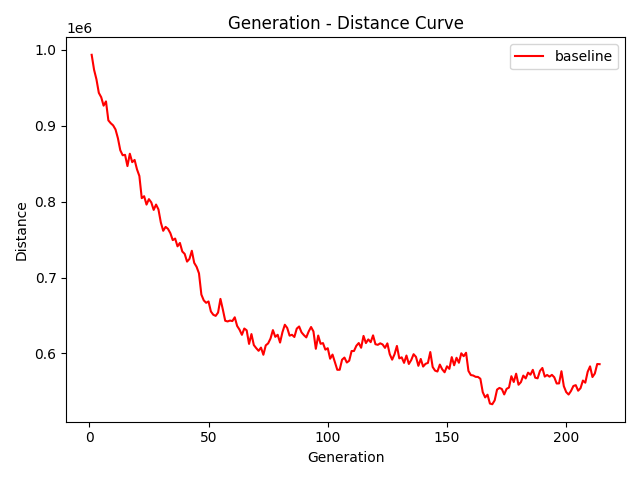 Generation - Distance Curve
1e6
baseline
1.0
0.9
0.8
0.7
0.6
Distance
0
50
100
150
200
Generation